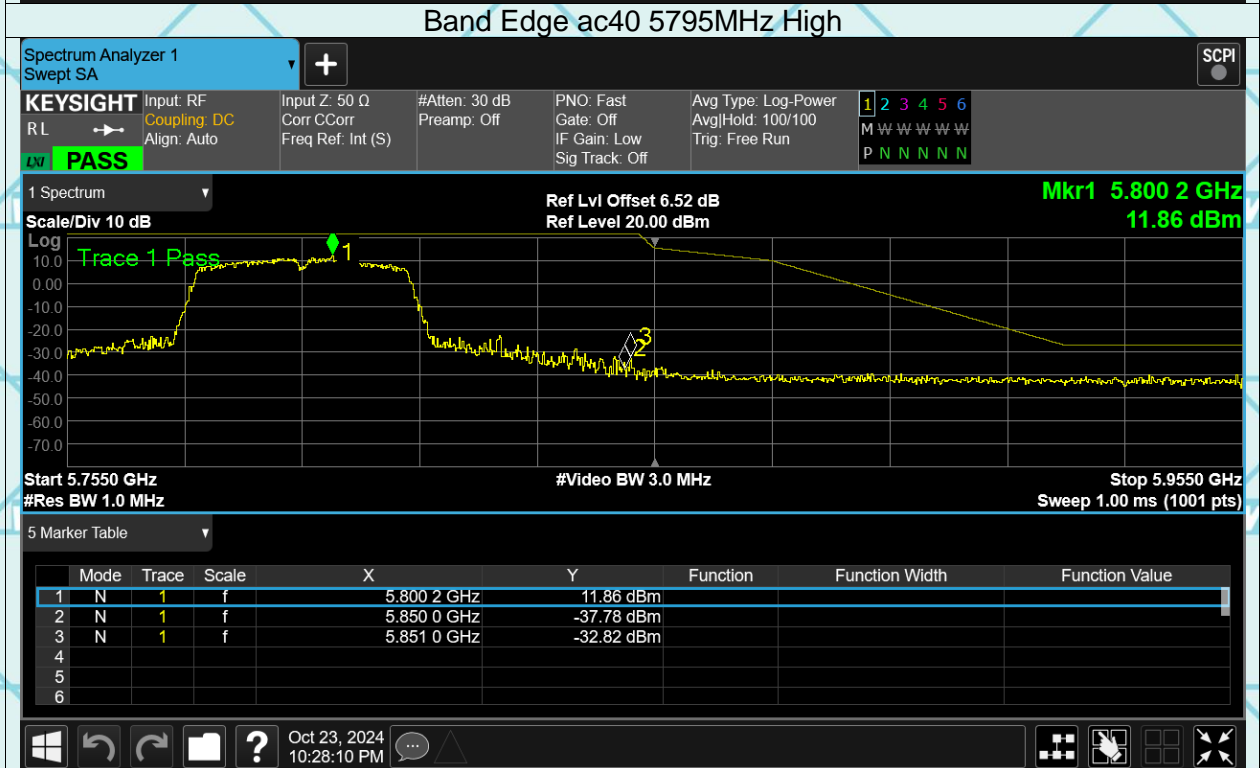 Band Edge ac40 5795MHz High
Spectrum Analyzer 1
Swept SA
SCPI
KEYSIGHT
R L
LXI
PASS
Input: RF
Coupling: DC
Align: Auto
Input Z: 50 Ω
Corr CCorr
Freq Ref: Int (S)
#Atten: 30 dB
Preamp: Off
PNO: Fast
Gate: Off
IF Gain: Low
Sig Track: Off
Avg Type: Log-Power
Avg|Hold: 100/100
Trig: Free Run
1 2 3 4 5 6
M W W W W W
P N N N N N
1 Spectrum
Scale/Div 10 dB
Ref Lvl Offset 6.52 dB
Ref Level 20.00 dBm
Mkr1 5.800 2 GHz
11.86 dBm
Log
Trace 1 Pass
1
3
2
10.0
0.00
-10.0
-20.0
-30.0
-40.0
-50.0
-60.0
-70.0
Start 5.7550 GHz
#Video BW 3.0 MHz
Stop 5.9550 GHz
#Res BW 1.0 MHz
Sweep 1.00 ms (1001 pts)
5 Marker Table
Mode Trace Scale X Y Function Function Width Function Value
1 N 1 f 5.800 2 GHz 11.86 dBm
2 N 1 f 5.850 0 GHz -37.78 dBm
3 N 1 f 5.851 0 GHz -32.82 dBm
4
5
6
Oct 23, 2024
10:28:10 PM